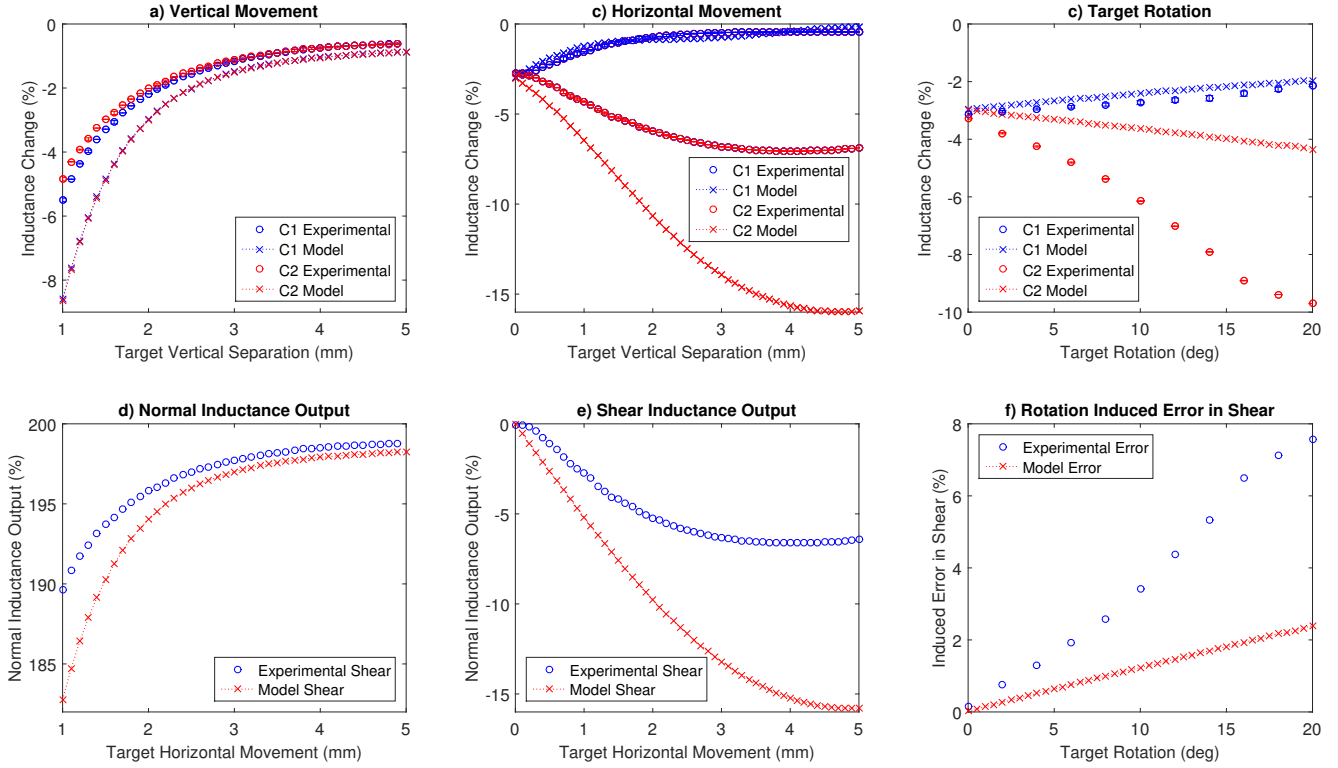 a) Vertical Movement
0
-2
-4
-6
-8
Inductance Change (%)
C1 Experimental
C1 Model
C2 Experimental
C2 Model
1 2 3 4 5
Target Vertical Separation (mm)
c) Horizontal Movement
0
-5
-10
-15
Inductance Change (%)
C1 Experimental
C1 Model
C2 Experimental
C2 Model
0 1 2 3 4 5
Target Vertical Separation (mm)
c) Target Rotation
0
-2
-4
-6
-8
-10
Inductance Change (%)
C1 Experimental
C1 Model
C2 Experimental
C2 Model
0 5 10 15 20
Target Rotation (deg)
d) Normal Inductance Output
200
195
190
185
Normal Inductance Output (%)
Experimental Shear
Model Shear
1 2 3 4 5
Target Horizontal Movement (mm)
e) Shear Inductance Output
0
-5
-10
-15
Normal Inductance Output (%)
Experimental Shear
Model Shear
0 1 2 3 4 5
Target Horizontal Movement (mm)
f) Rotation Induced Error in Shear
8
6
4
2
0
Induced Error in Shear (%)
Experimental Error
Model Error
0 5 10 15 20
Target Rotation (deg)